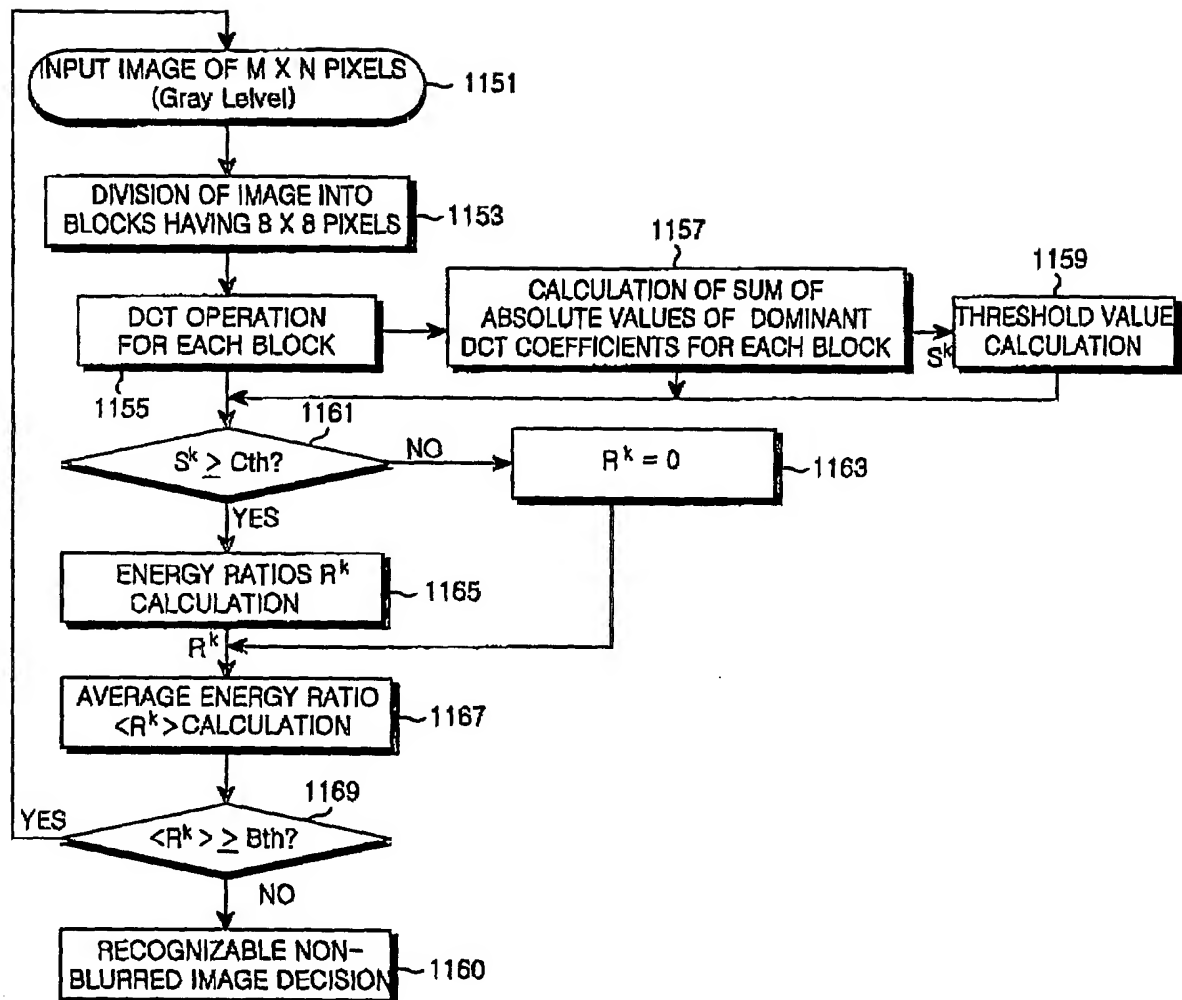 INPUT IMAGE OF M X N PIXELS
(Gray Lelvel)
1151
DIVISION OF IMAGE INTO
BLOCKS HAVING 8 X 8 PIXELS
1153
DCT OPERATION
FOR EACH BLOCK
1155
1157
CALCULATION OF SUM OF
ABSOLUTE VALUES OF DOMINANT
DCT COEFFICIENTS FOR EACH BLOCK
S^k
1159
THRESHOLD VALUE
CALCULATION
1161
S^k ≥ Cth?
NO
R^k = 0
1163
YES
ENERGY RATIOS R^k
CALCULATION
1165
R^k
AVERAGE ENERGY RATIO
<R^k> CALCULATION
1167
1169
YES
<R^k> ≥ Bth?
NO
RECOGNIZABLE NON-
BLURRED IMAGE DECISION
1160